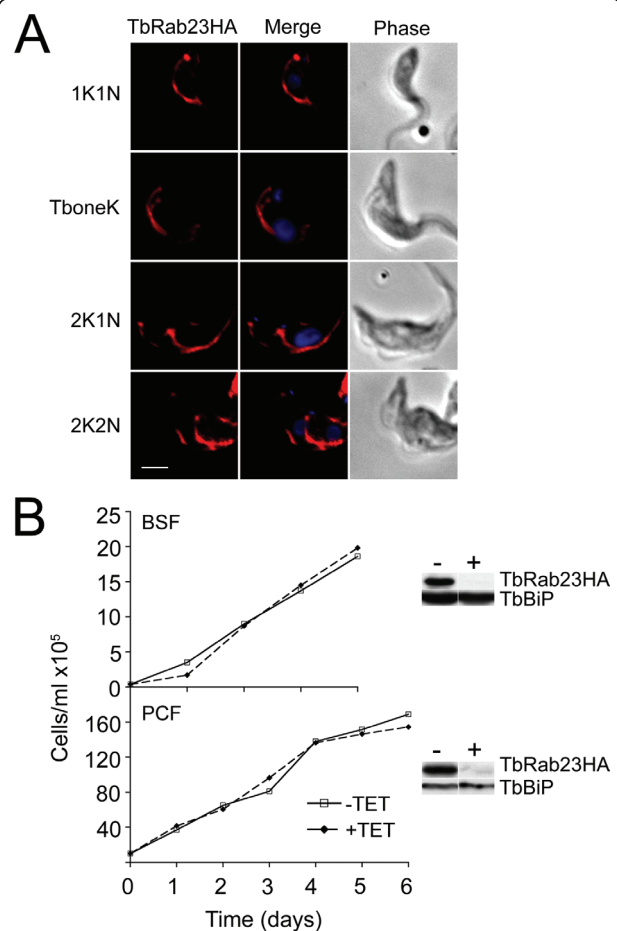 A
TbRab23HA Merge Phase
1K1N
TboneK
2K1N
2K2N
B
25
BSF
20
15
10
5
0
- +
TbRab23HA
TbBiP
Cells/ml x10⁵
PCF
160
120
80
40
- +
TbRab23HA
TbBiP
-TET
+TET
0 1 2 3 4 5 6
Time (days)